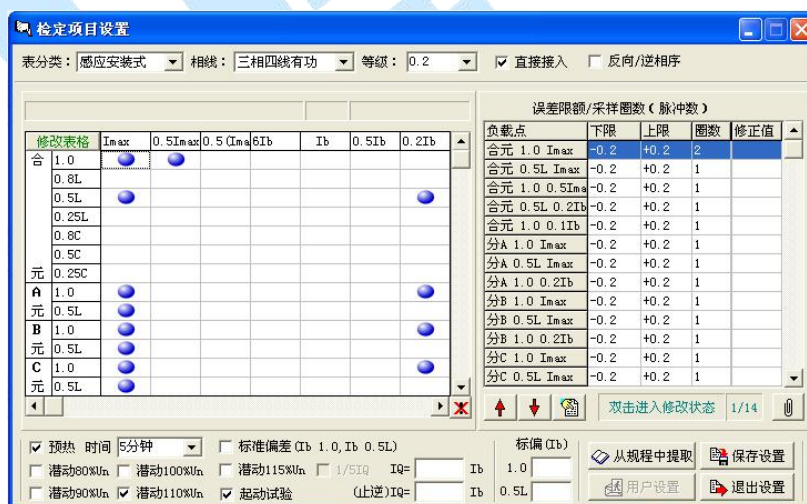 检定项目设置
表分类: 感应安装式 相线: 三相四线有功 等级: 0.2 直接接入 反向/逆相序
误差限额/采样圈数(脉冲数)
修改表格 Imax 0.5Imax 0.5(Ima 6Ib Ib 0.5Ib 0.2Ib
合 1.0
0.8L
0.5L
0.25L
0.8C
0.5C
元 0.25C
A 1.0
元 0.5L
B 1.0
元 0.5L
C 1.0
元 0.5L
负载点 下限 上限 圈数 修正值
合元 1.0 Imax -0.2 +0.2 2
合元 0.5L Imax -0.2 +0.2 1
合元 1.0 0.5Ima -0.2 +0.2 1
合元 0.5L 0.2Ib -0.2 +0.2 1
合元 1.0 0.1Ib -0.2 +0.2 1
分A 1.0 Imax -0.2 +0.2 1
分A 0.5L Imax -0.2 +0.2 1
分A 1.0 0.2Ib -0.2 +0.2 1
分B 1.0 Imax -0.2 +0.2 1
分B 0.5L Imax -0.2 +0.2 1
分B 1.0 0.2Ib -0.2 +0.2 1
分C 1.0 Imax -0.2 +0.2 1
分C 0.5L Imax -0.2 +0.2 1
双击进入修改状态 1/14
预热 时间 5分钟 标准偏差(Ib 1.0,Ib 0.5L) 标偏(Ib)
潜动80%Un 潜动100%Un 潜动115%Un 1/5IQ IQ= Ib 1.0 从规程中提取 保存设置
潜动90%Un 潜动110%Un 起动试验 (止逆)IQ= Ib 0.5L 用户设置 退出设置